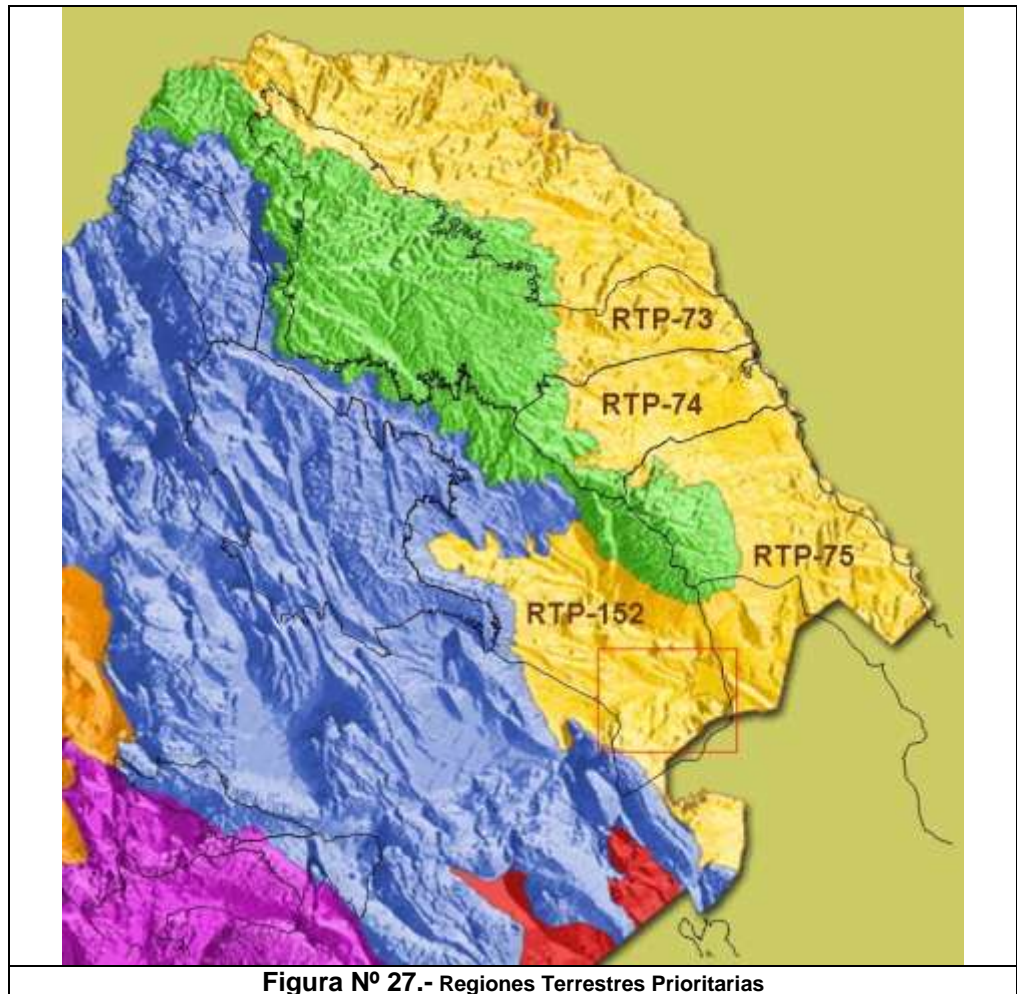 RTP-73
RTP-74
RTP-75
RTP-152
Figura Nº 27.- Regiones Terrestres Prioritarias